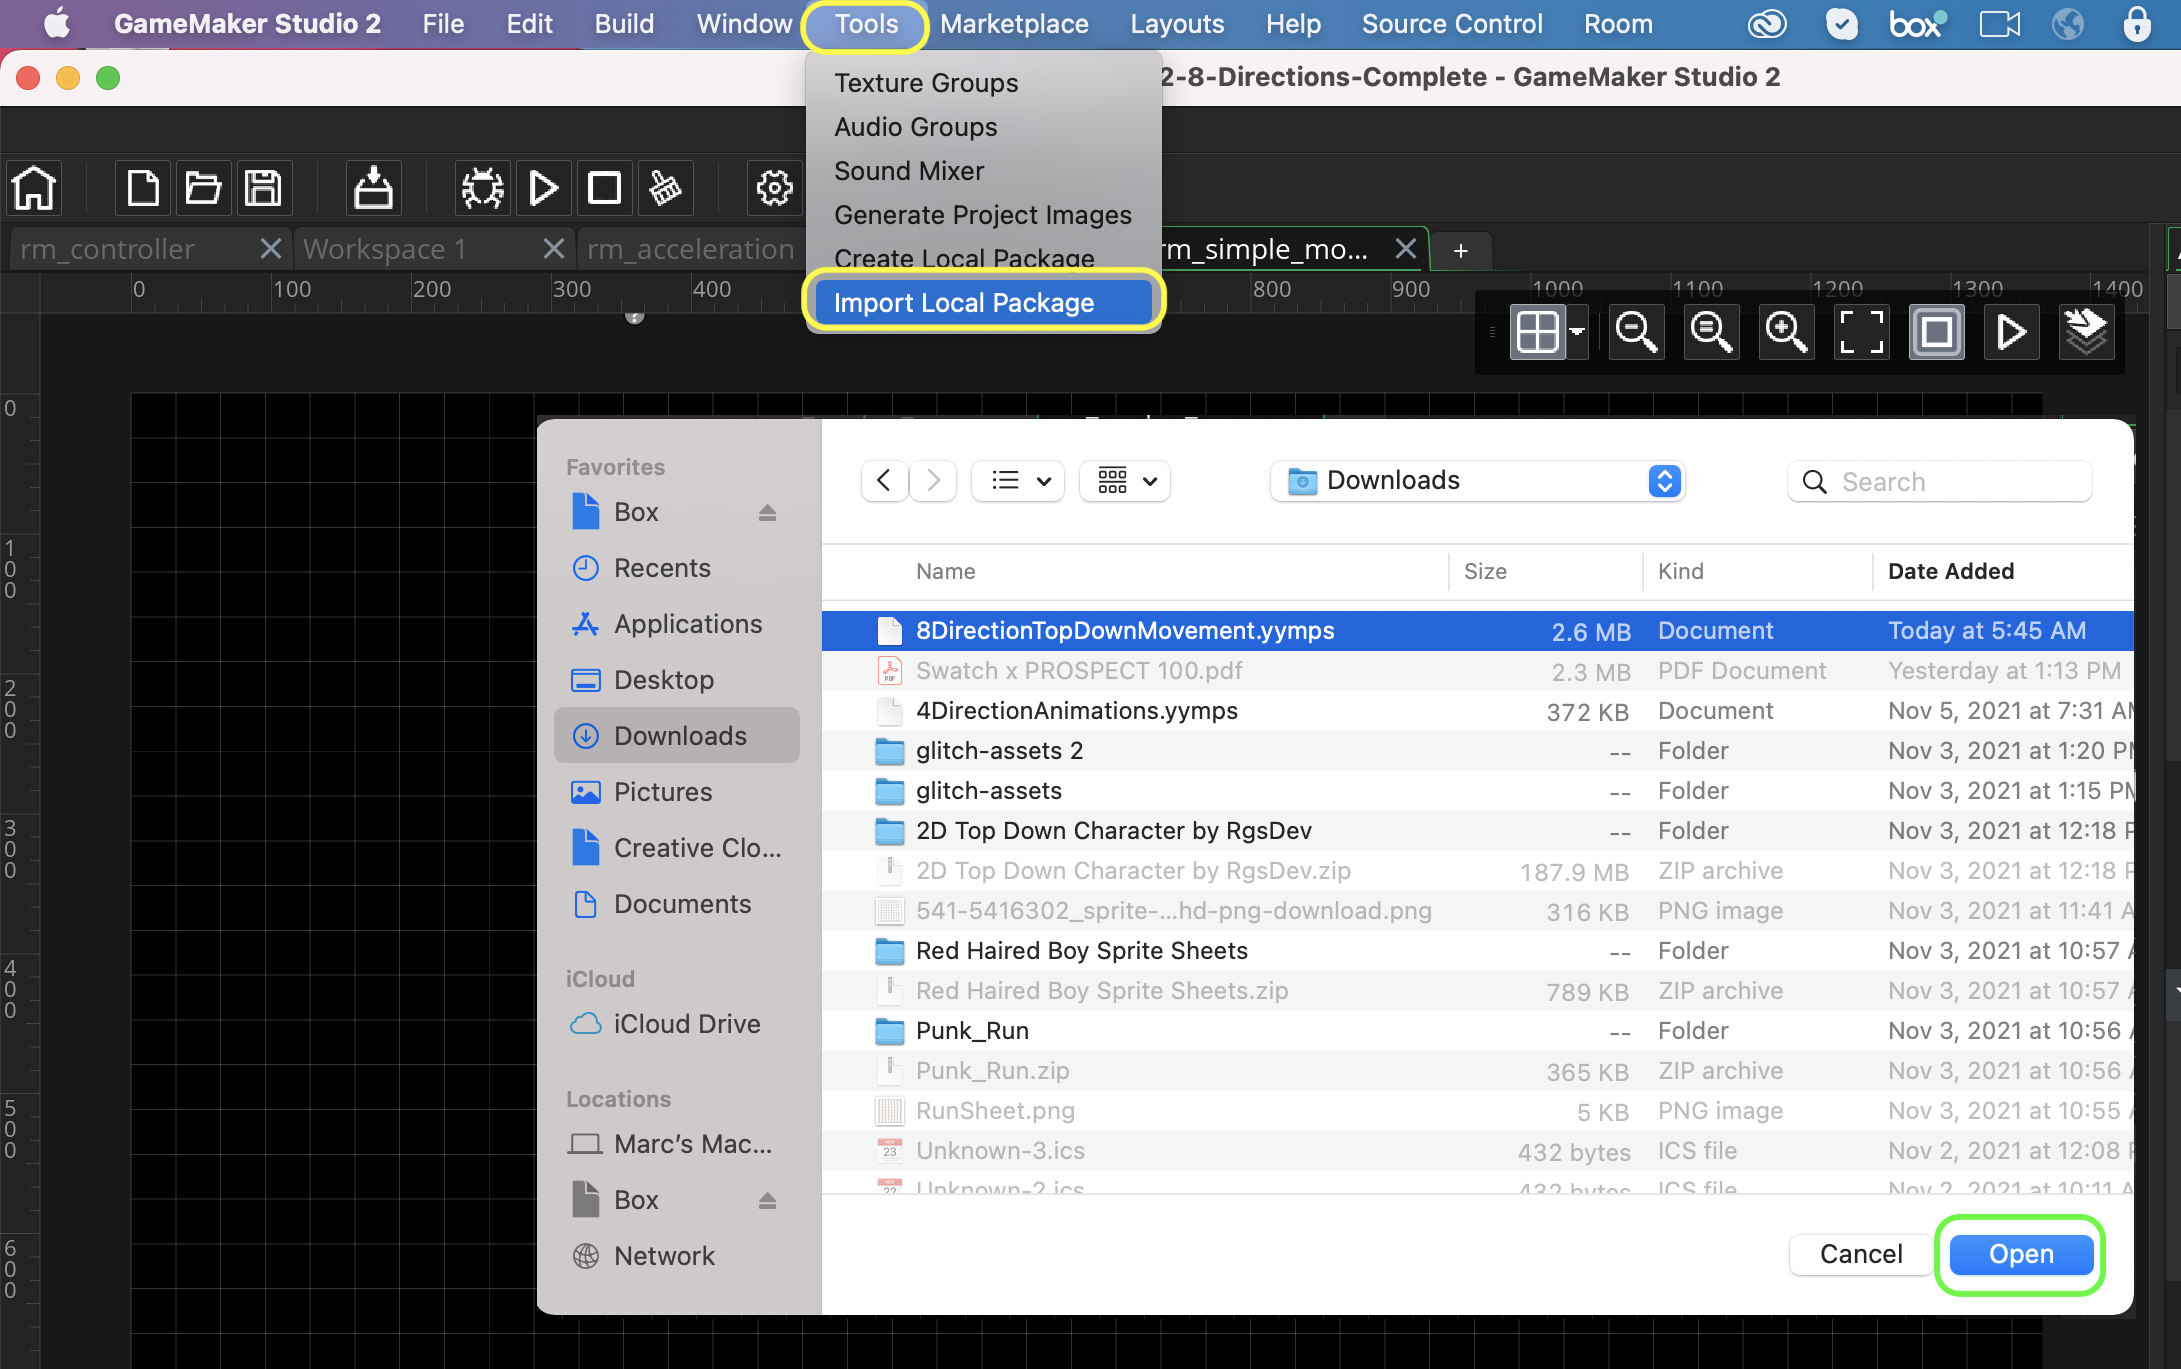 GameMaker Studio 2 File Edit Build Window Tools Marketplace Layouts Help Source Control Room box
2-8-Directions-Complete - GameMaker Studio 2
Texture Groups
Audio Groups
Sound Mixer
Generate Project Images
Create Local Package
Import Local Package
rm_controller Workspace 1 rm_acceleration rm_simple_mo... +
0 100 200 300 400 800 900 1000 1100 1200 1300 1400
0
100
200
300
400
500
600
Favorites
Box
Recents
Applications
Desktop
Downloads
Pictures
Creative Clo...
Documents
iCloud
iCloud Drive
Locations
Marc's Mac...
Box
Network
Downloads Search
Name Size Kind Date Added
8DirectionTopDownMovement.yymps 2.6 MB Document Today at 5:45 AM
Swatch x PROSPECT 100.pdf 2.3 MB PDF Document Yesterday at 1:13 PM
4DirectionAnimations.yymps 372 KB Document Nov 5, 2021 at 7:31 AM
glitch-assets 2 -- Folder Nov 3, 2021 at 1:20 PM
glitch-assets -- Folder Nov 3, 2021 at 1:15 PM
2D Top Down Character by RgsDev -- Folder Nov 3, 2021 at 12:18 P
2D Top Down Character by RgsDev.zip 187.9 MB ZIP archive Nov 3, 2021 at 12:18 P
541-5416302_sprite-...hd-png-download.png 316 KB PNG image Nov 3, 2021 at 11:41 A
Red Haired Boy Sprite Sheets -- Folder Nov 3, 2021 at 10:57 A
Red Haired Boy Sprite Sheets.zip 789 KB ZIP archive Nov 3, 2021 at 10:57 A
Punk_Run -- Folder Nov 3, 2021 at 10:56 A
Punk_Run.zip 365 KB ZIP archive Nov 3, 2021 at 10:56 A
RunSheet.png 5 KB PNG image Nov 3, 2021 at 10:55 A
Unknown-3.ics 432 bytes ICS file Nov 2, 2021 at 12:08 P
Unknown-2.ics 432 bytes ICS file Nov 2, 2021 at 10:11 A
Cancel Open